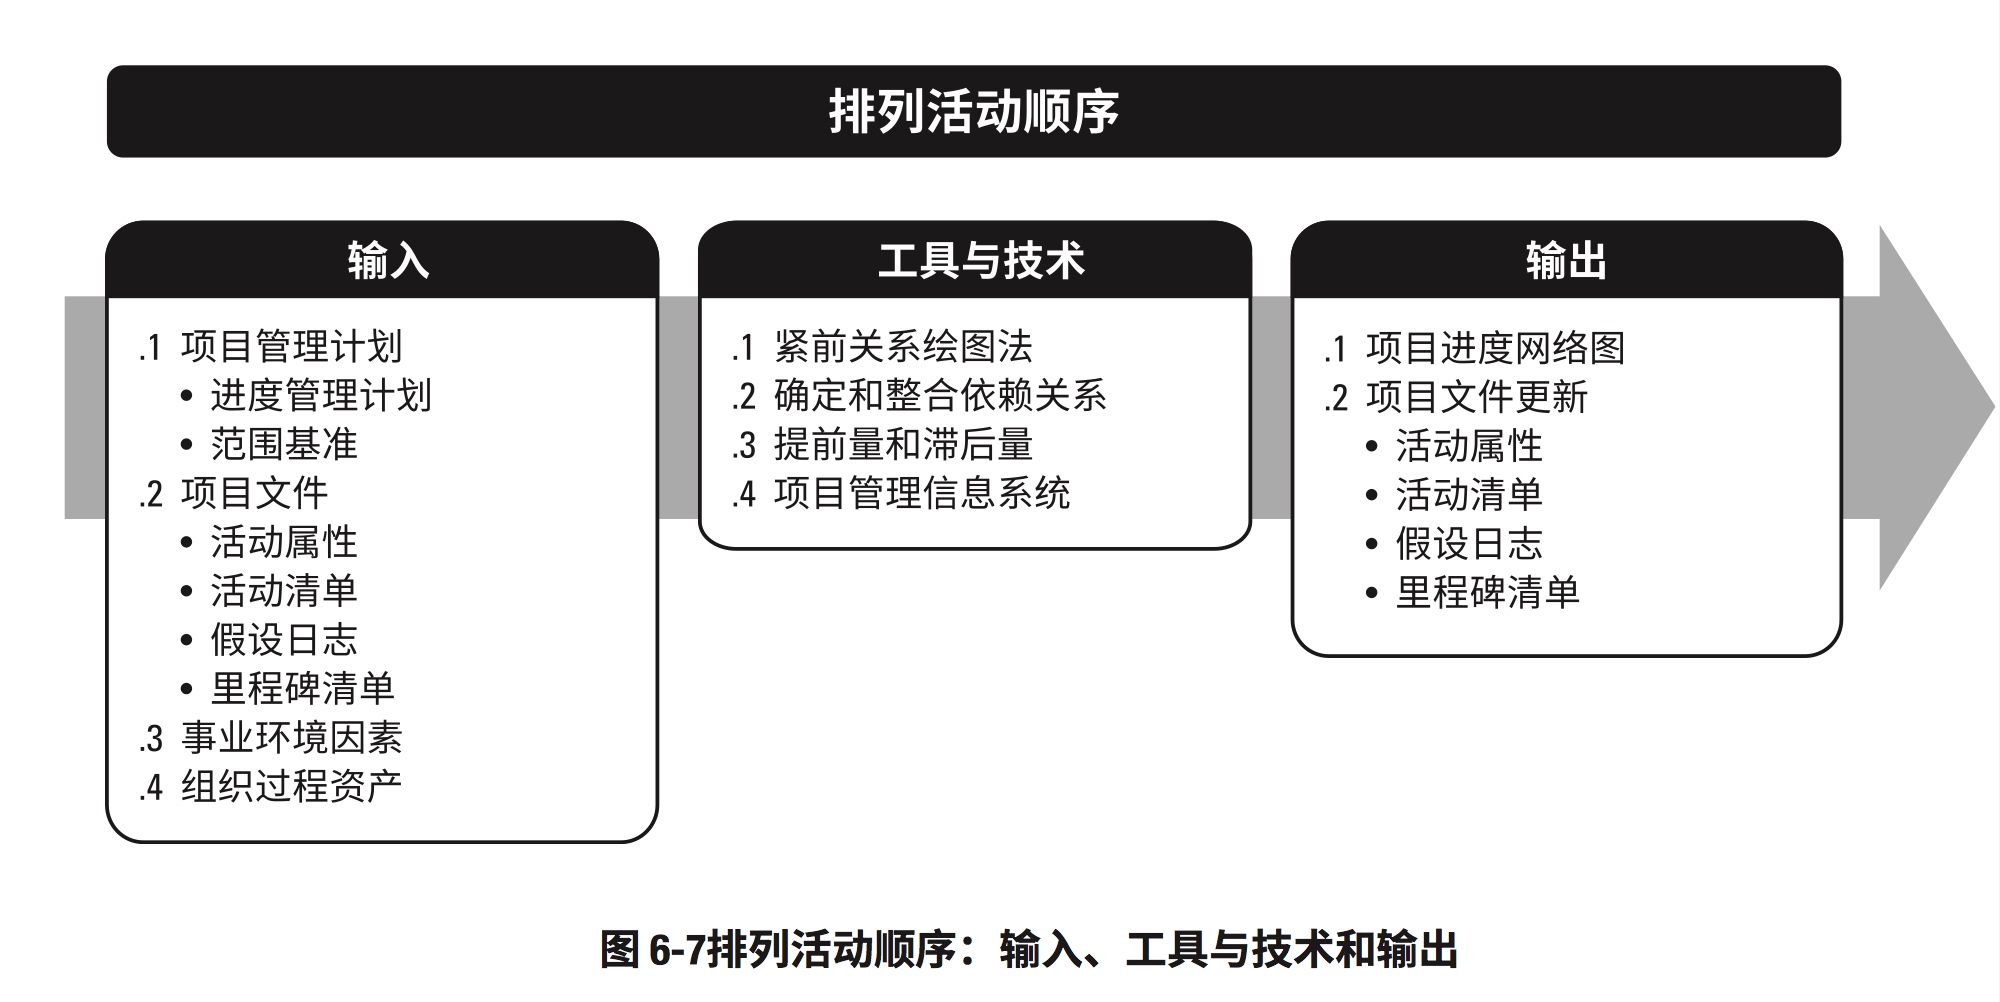 排列活动顺序
输入
.1 项目管理计划
• 进度管理计划
• 范围基准
.2 项目文件
• 活动属性
• 活动清单
• 假设日志
• 里程碑清单
.3 事业环境因素
.4 组织过程资产
工具与技术
.1 紧前关系绘图法
.2 确定和整合依赖关系
.3 提前量和滞后量
.4 项目管理信息系统
输出
.1 项目进度网络图
.2 项目文件更新
• 活动属性
• 活动清单
• 假设日志
• 里程碑清单
图 6-7排列活动顺序：输入、工具与技术和输出